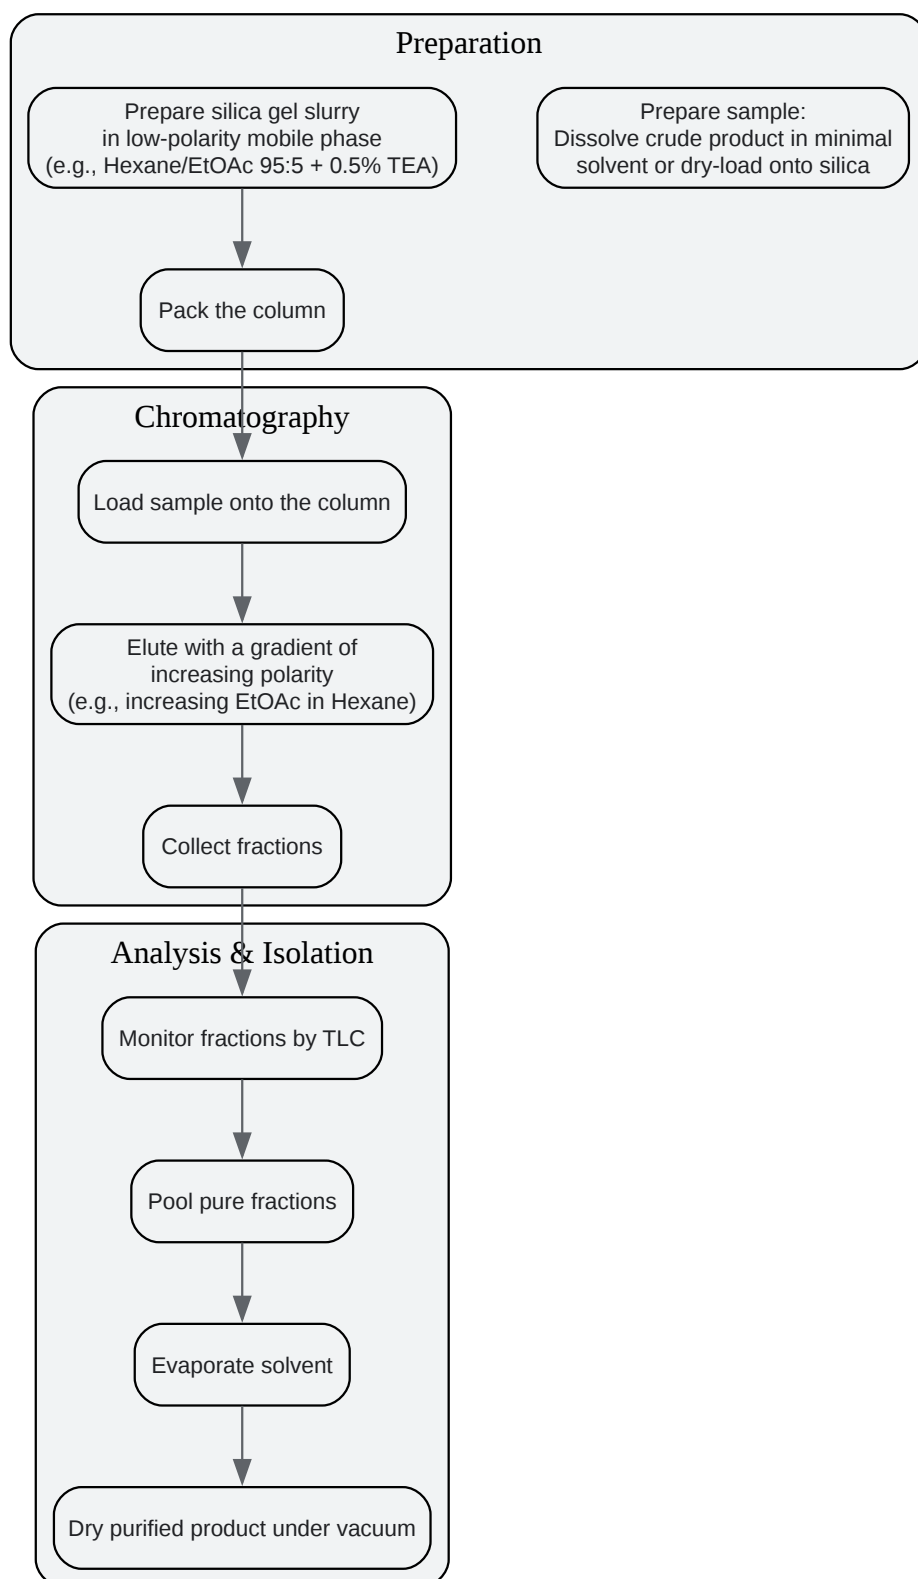 Preparation
Prepare silica gel slurry
in low-polarity mobile phase
(e.g., Hexane/EtOAc 95:5 + 0.5% TEA)
Prepare sample:
Dissolve crude product in minimal
solvent or dry-load onto silica
Pack the column
Chromatography
Load sample onto the column
Elute with a gradient of
increasing polarity
(e.g., increasing EtOAc in Hexane)
Collect fractions
Analysis & Isolation
Monitor fractions by TLC
Pool pure fractions
Evaporate solvent
Dry purified product under vacuum